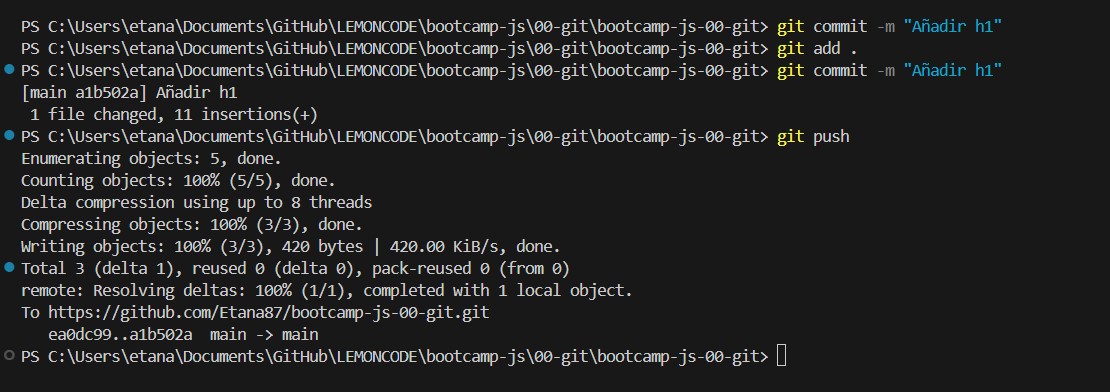 PS C:\Users\etana\Documents\GitHub\LEMONCODE\bootcamp-js\00-git\bootcamp-js-00-git> git commit -m "Añadir h1"
PS C:\Users\etana\Documents\GitHub\LEMONCODE\bootcamp-js\00-git\bootcamp-js-00-git> git add .
PS C:\Users\etana\Documents\GitHub\LEMONCODE\bootcamp-js\00-git\bootcamp-js-00-git> git commit -m "Añadir h1"
[main a1b502a] Añadir h1
 1 file changed, 11 insertions(+)
PS C:\Users\etana\Documents\GitHub\LEMONCODE\bootcamp-js\00-git\bootcamp-js-00-git> git push
Enumerating objects: 5, done.
Counting objects: 100% (5/5), done.
Delta compression using up to 8 threads
Compressing objects: 100% (3/3), done.
Writing objects: 100% (3/3), 420 bytes | 420.00 KiB/s, done.
Total 3 (delta 1), reused 0 (delta 0), pack-reused 0 (from 0)
remote: Resolving deltas: 100% (1/1), completed with 1 local object.
To https://github.com/Etana87/bootcamp-js-00-git.git
   ea0dc99..a1b502a  main -> main
PS C:\Users\etana\Documents\GitHub\LEMONCODE\bootcamp-js\00-git\bootcamp-js-00-git>